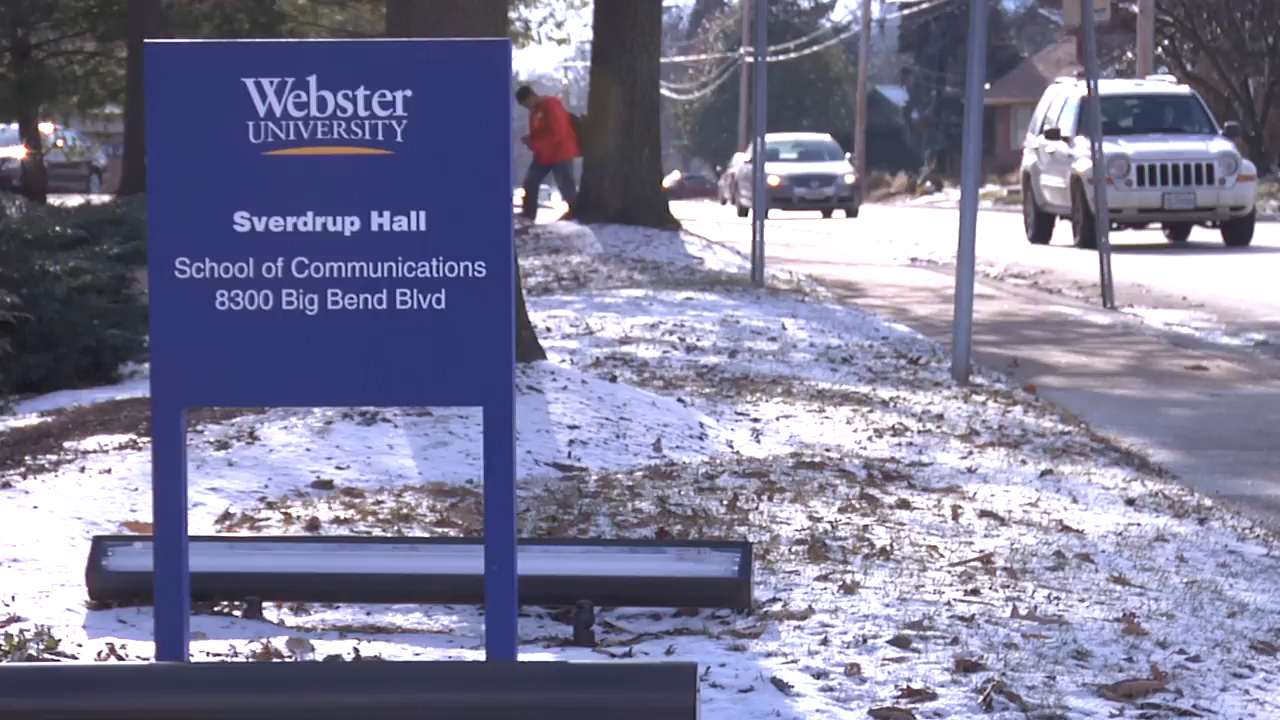 Webster
UNIVERSITY
Sverdrup Hall
School of Communications
8300 Big Bend Blvd